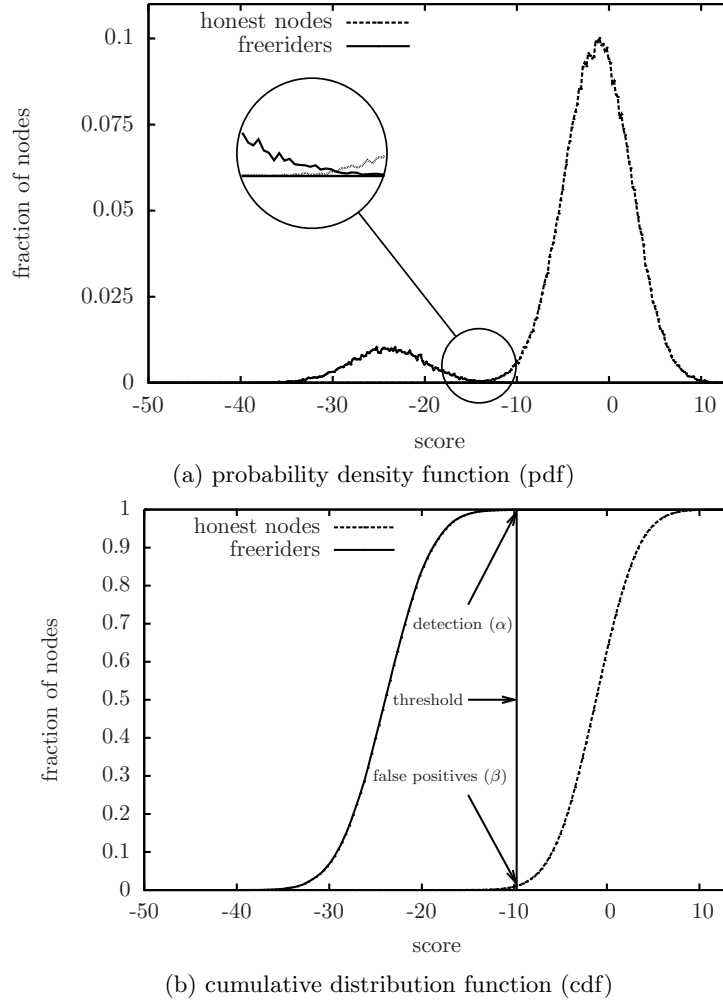 honest nodes
freeriders
0.1
0.075
0.05
0.025
0
fraction of nodes
-50 -40 -30 -20 -10 0 10
score
(a) probability density function (pdf)
honest nodes
freeriders
1
0.9
0.8
0.7
0.6
0.5
0.4
0.3
0.2
0.1
0
fraction of nodes
detection (α)
threshold
false positives (β)
-50 -40 -30 -20 -10 0 10
score
(b) cumulative distribution function (cdf)